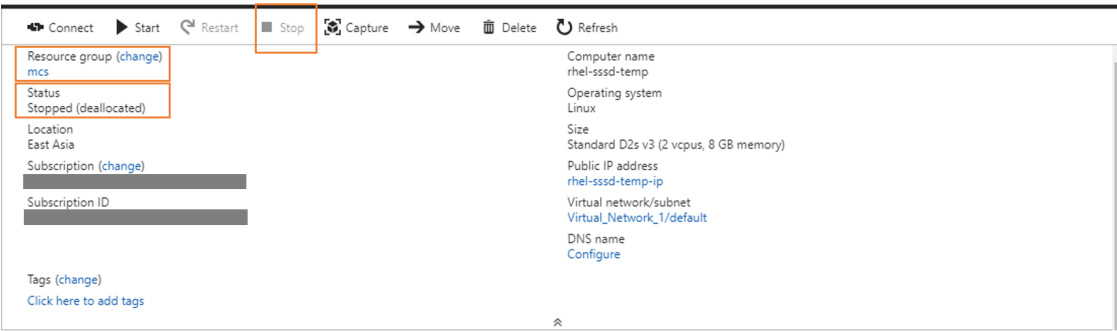 Connect Start Restart Stop Capture Move Delete Refresh
Resource group (change)
mcs
Status
Stopped (deallocated)
Location
East Asia
Subscription (change)
Subscription ID
Tags (change)
Click here to add tags
Computer name
rhel-sssd-temp
Operating system
Linux
Size
Standard D2s v3 (2 vcpus, 8 GB memory)
Public IP address
rhel-sssd-temp-ip
Virtual network/subnet
Virtual_Network_1/default
DNS name
Configure